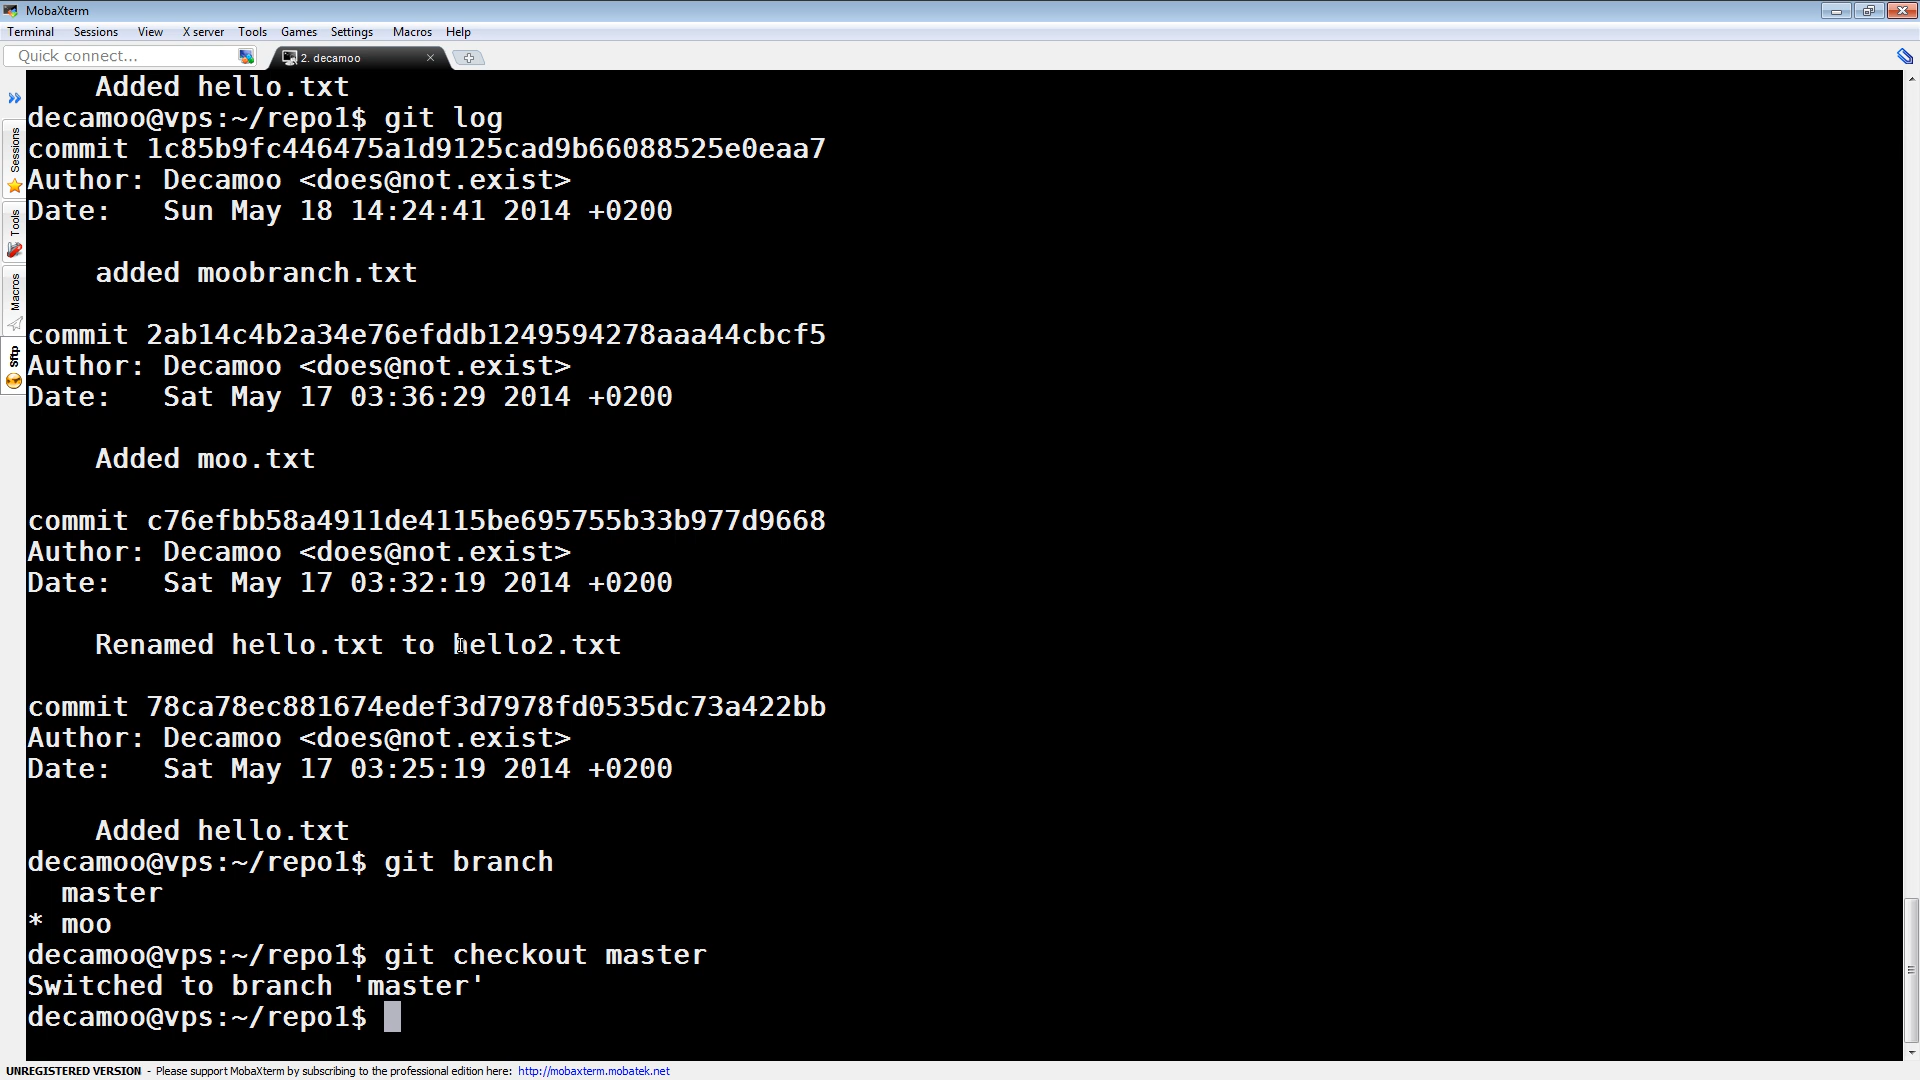 MobaXterm
Terminal Sessions View X server Tools Games Settings Macros Help
Quick connect... 2. decamoo
Added hello.txt
decamoo@vps:~/repo1$ git log
commit 1c85b9fc446475a1d9125cad9b66088525e0eaa7
Author: Decamoo <does@not.exist>
Date:   Sun May 18 14:24:41 2014 +0200
added moobranch.txt
commit 2ab14c4b2a34e76efddb1249594278aaa44cbcf5
Author: Decamoo <does@not.exist>
Date:   Sat May 17 03:36:29 2014 +0200
Added moo.txt
commit c76efbb58a4911de4115be695755b33b977d9668
Author: Decamoo <does@not.exist>
Date:   Sat May 17 03:32:19 2014 +0200
Renamed hello.txt to hello2.txt
commit 78ca78ec881674edef3d7978fd0535dc73a422bb
Author: Decamoo <does@not.exist>
Date:   Sat May 17 03:25:19 2014 +0200
Added hello.txt
decamoo@vps:~/repo1$ git branch
master
* moo
decamoo@vps:~/repo1$ git checkout master
Switched to branch 'master'
decamoo@vps:~/repo1$
Sessions
Tools
Macros
Sftp
UNREGISTERED VERSION - Please support MobaXterm by subscribing to the professional edition here: http://mobaxterm.mobatek.net